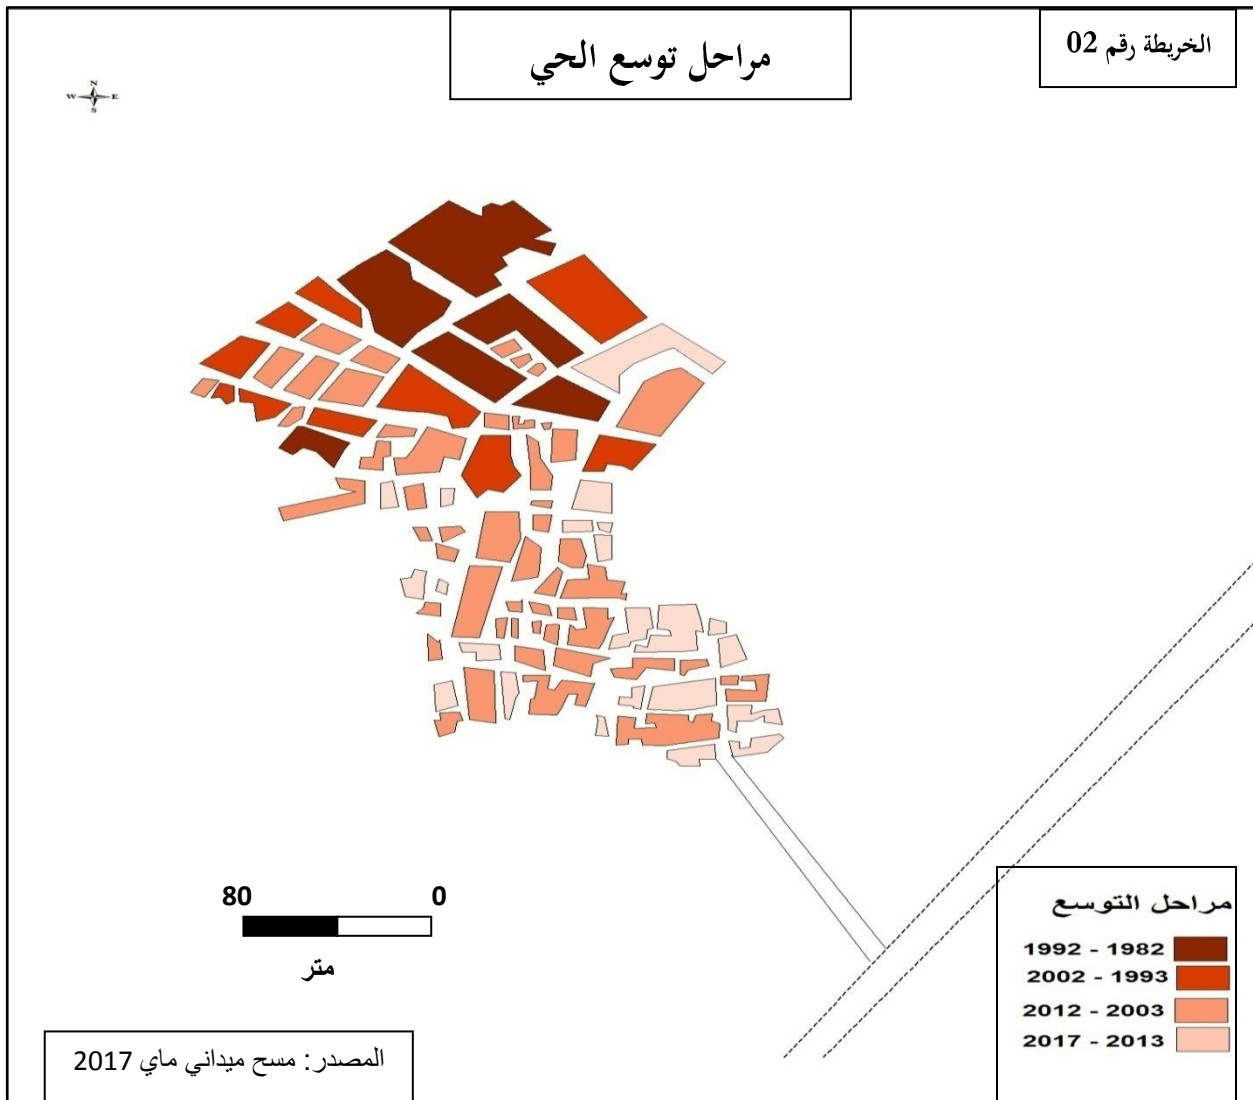 الخريطة رقم 02
مراحل توسع الحي
N
W E
S
مراحل التوسع
1992 - 1982
2002 - 1993
2012 - 2003
2017 - 2013
80 0
متر
المصدر: مسح ميداني ماي 2017